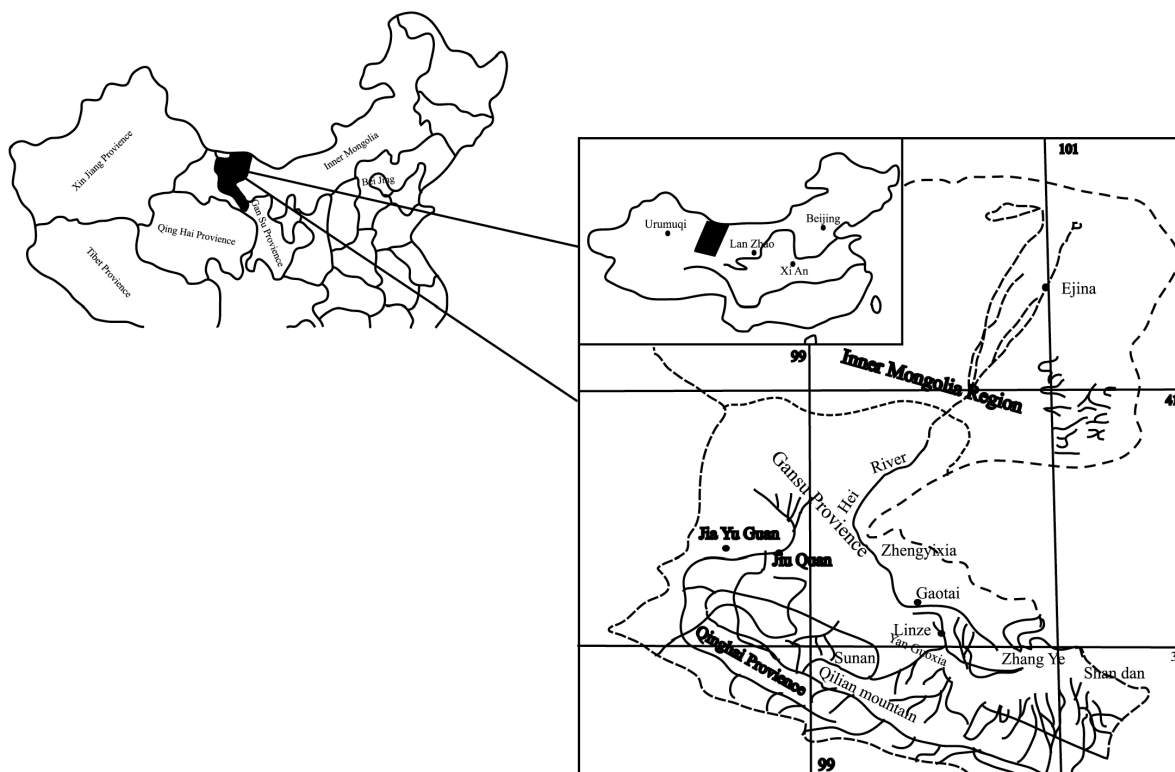 Xin Jiang Provience
Inner Mongolia
Bei Jing
Gan Su Provience
Qing Hai Provience
Tibet Provience
101
Urumuqi
Beijing
Lan Zhao
Xi An
Ejina
99
Inner Mongolia Region
41
River
Hei
Gansu Provience
Jia Yu Guan
Jiu Quan
Zhengyixia
Gaotai
Linze
Yan Guoxia
Sunan
Zhang Ye
Shan dan
Qinghai Provience
Qilian mountain
99